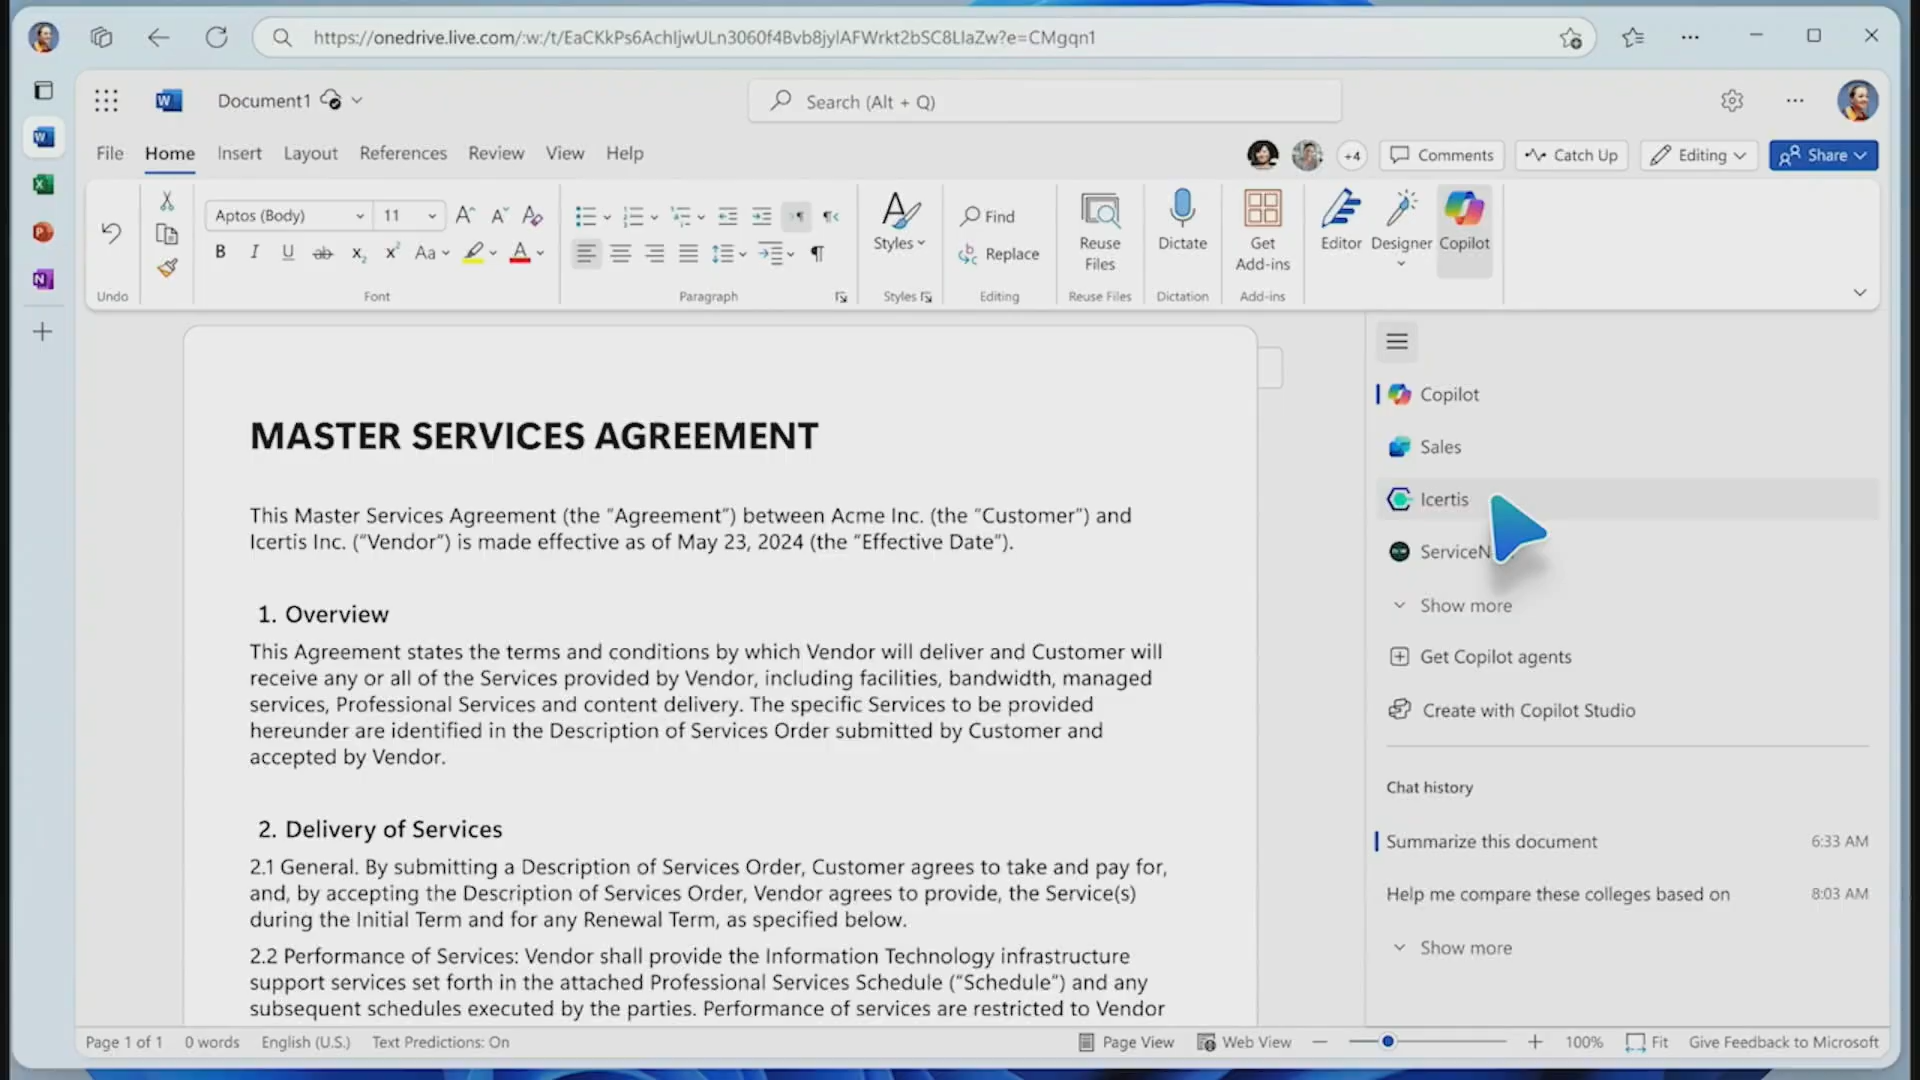 https://onedrive.live.com/:w:/t/EaCKkPs6AchIjwULn3060f4Bvb8jylAFWrkt2bSC8LlaZw?e=CMgqn1
Document1
Search (Alt + Q)
File Home Insert Layout References Review View Help
+4 Comments Catch Up Editing Share
Aptos (Body) 11
Find
Replace
Styles
Reuse Files
Dictate
Get Add-ins
Editor
Designer
Copilot
Undo Font Paragraph Styles Editing Reuse Files Dictation Add-ins
MASTER SERVICES AGREEMENT
This Master Services Agreement (the “Agreement”) between Acme Inc. (the “Customer”) and
Icertis Inc. (“Vendor”) is made effective as of May 23, 2024 (the “Effective Date”).
1. Overview
This Agreement states the terms and conditions by which Vendor will deliver and Customer will
receive any or all of the Services provided by Vendor, including facilities, bandwidth, managed
services, Professional Services and content delivery. The specific Services to be provided
hereunder are identified in the Description of Services Order submitted by Customer and
accepted by Vendor.
2. Delivery of Services
2.1 General. By submitting a Description of Services Order, Customer agrees to take and pay for,
and, by accepting the Description of Services Order, Vendor agrees to provide, the Service(s)
during the Initial Term and for any Renewal Term, as specified below.
2.2 Performance of Services: Vendor shall provide the Information Technology infrastructure
support services set forth in the attached Professional Services Schedule (“Schedule”) and any
subsequent schedules executed by the parties. Performance of services are restricted to Vendor
Copilot
Sales
Icertis
Show more
Get Copilot agents
Create with Copilot Studio
Chat history
Summarize this document 6:33 AM
Help me compare these colleges based on 8:03 AM
Show more
Page 1 of 1 0 words English (U.S.) Text Predictions: On Page View Web View 100% Fit Give Feedback to Microsoft